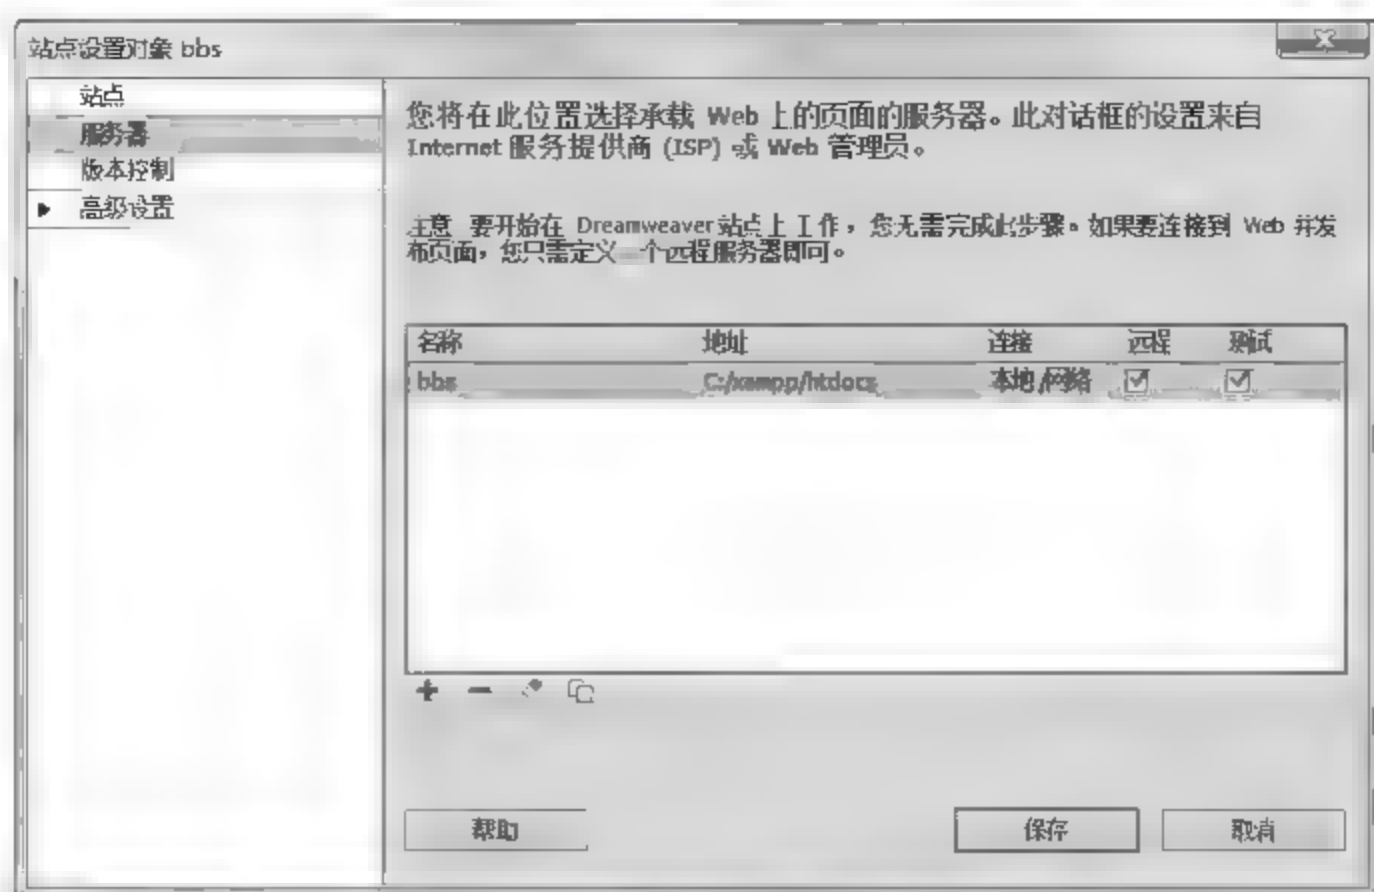 站点设置对象 bbs
站点
服务器
版本控制
高级设置
您将在此位置选择承载 Web 上的页面的服务器。此对话框的设置来自
Internet 服务提供商 (ISP) 或 Web 管理员。
注意 要开始在 Dreamweaver 站点上工作，您无需完成此步骤。如果要连接到 Web 并发
布页面，您只需定义一个远程服务器即可。
名称 地址 连接 远程 测试
bbs C:/xampp/htdocs 本地/网络
帮助 保存 取消